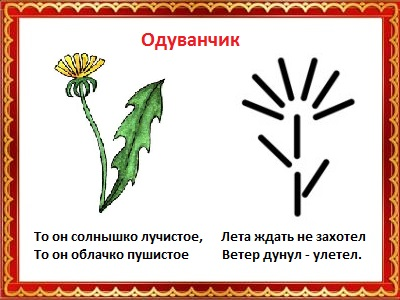 Одуванчик
То он солнышко лучистое,
То он облачко пушистое
Лета ждать не захотел
Ветер дунул - улетел.